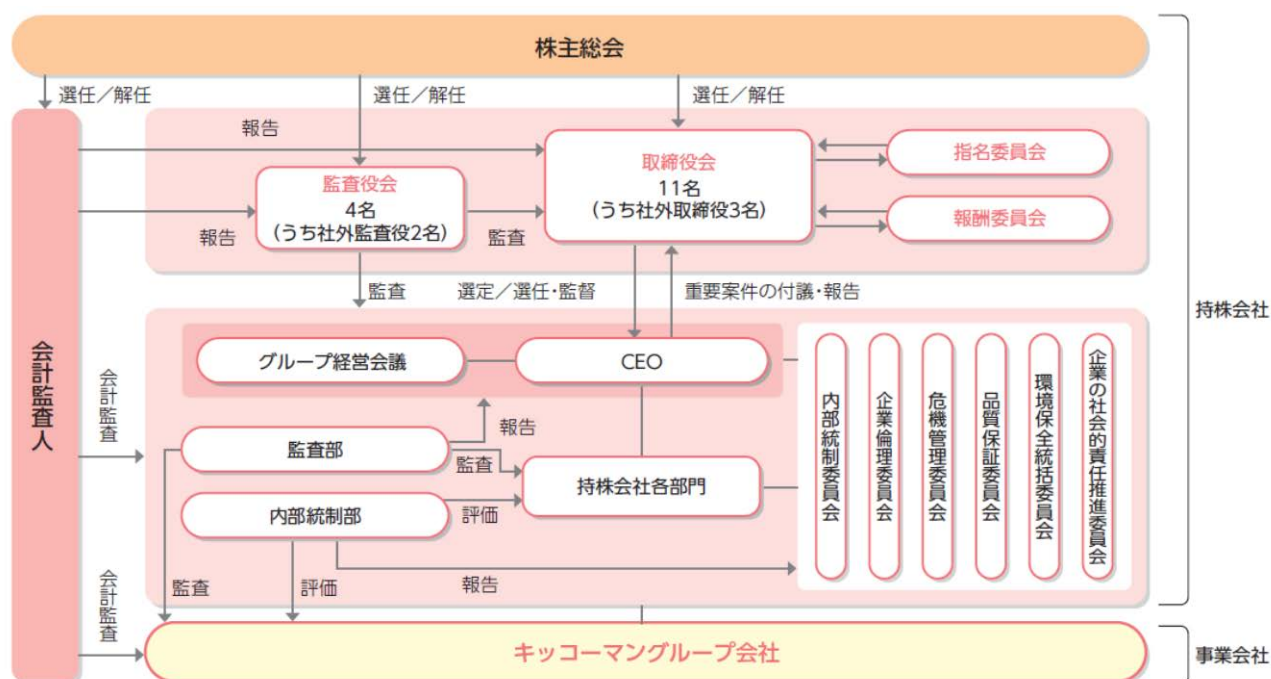 株主総会
選任／解任
選任／解任
選任／解任
報告
取締役会
11名
(うち社外取締役3名)
指名委員会
報酬委員会
監査役会
4名
(うち社外監査役2名)
報告
監査
監査
選定／選任・監督
重要案件の付議・報告
持株会社
会計監査人
グループ経営会議
CEO
会計監査
報告
監査部
監査
持株会社各部門
内部統制部
評価
内部統制委員会
企業倫理委員会
危機管理委員会
品質保証委員会
環境保全統括委員会
企業の社会的責任推進委員会
会計監査
監査
評価
報告
キッコーマングループ会社
事業会社